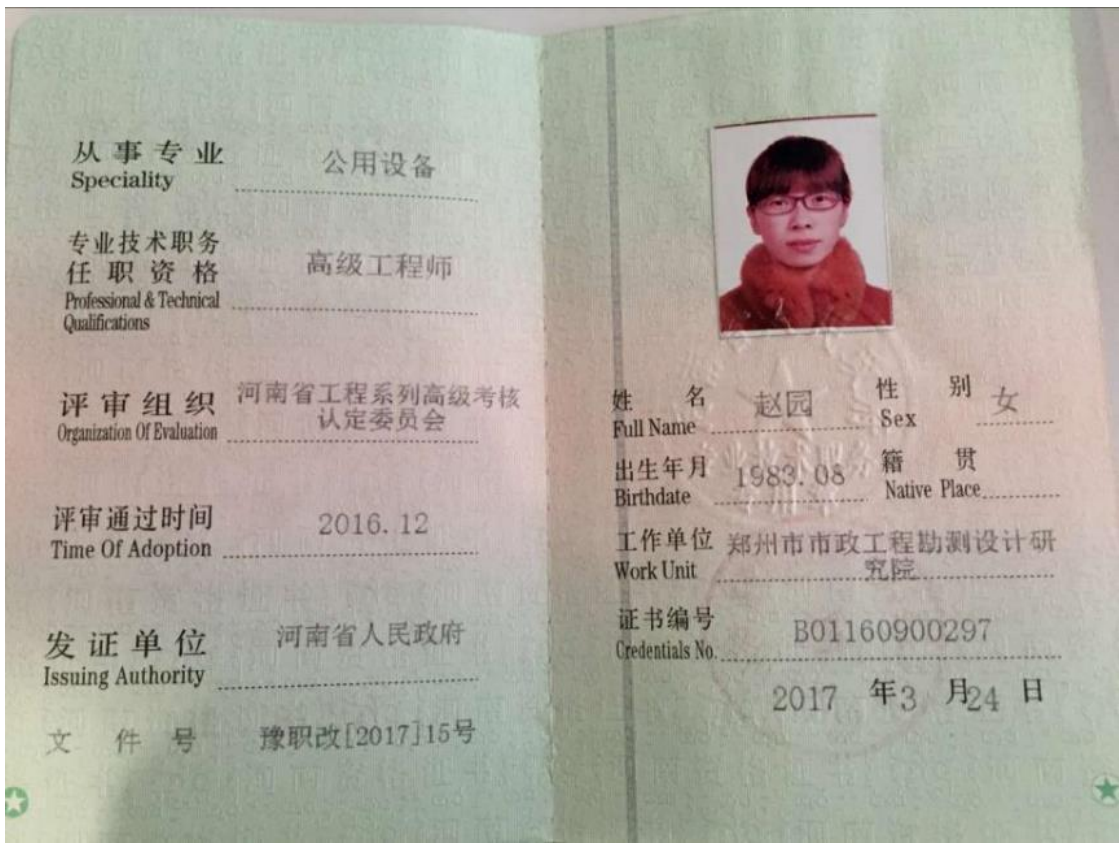 从事专业 公用设备
Speciality
专业技术职务
任职资格 高级工程师
Professional & Technical
Qualifications
评审组织 河南省工程系列高级考核
Organization Of Evaluation 认定委员会
评审通过时间 2016.12
Time Of Adoption
发证单位 河南省人民政府
Issuing Authority
文件号 豫职改[2017]15号
姓名 赵园 性别 女
Full Name Sex
出生年月 1983.08 籍贯
Birthdate Native Place
工作单位 郑州市市政工程勘测设计研
Work Unit 究院
证书编号 B01160900297
Credentials No.
2017 年3 月24 日